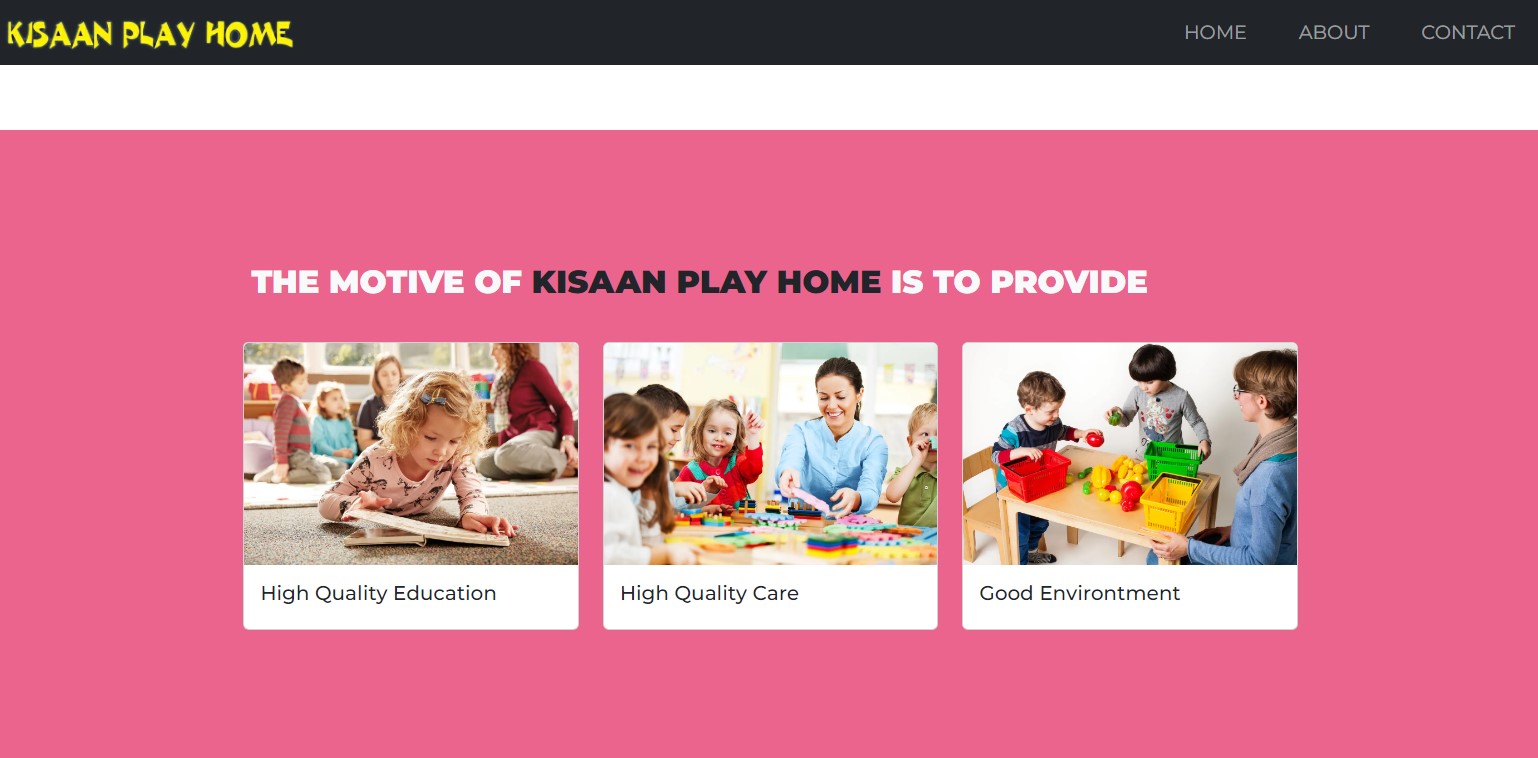 KISAAN PLAY HOME
HOME ABOUT CONTACT
THE MOTIVE OF KISAAN PLAY HOME IS TO PROVIDE
High Quality Education
High Quality Care
Good Environtment